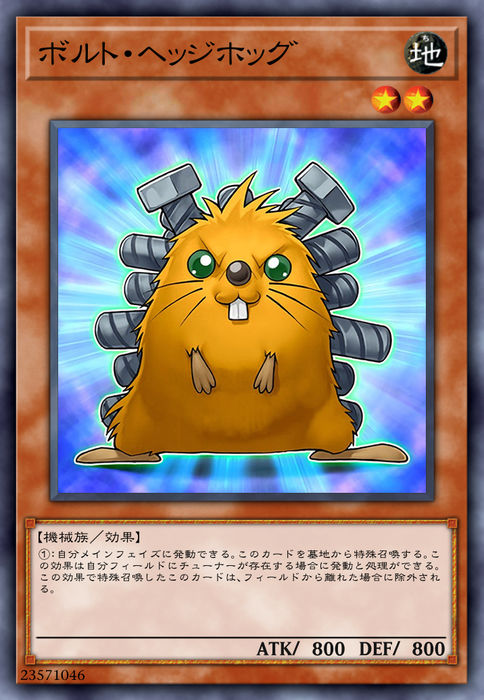 ボルト・ヘッジホッグ
ち
地
【機械族／効果】
①：自分メインフェイズに発動できる。このカードを墓地から特殊召喚する。こ
の効果は自分フィールドにチューナーが存在する場合に発動と処理ができる。
この効果で特殊召喚したこのカードは、フィールドから離れた場合に除外され
る。
ATK/ 800 DEF/ 800
23571046